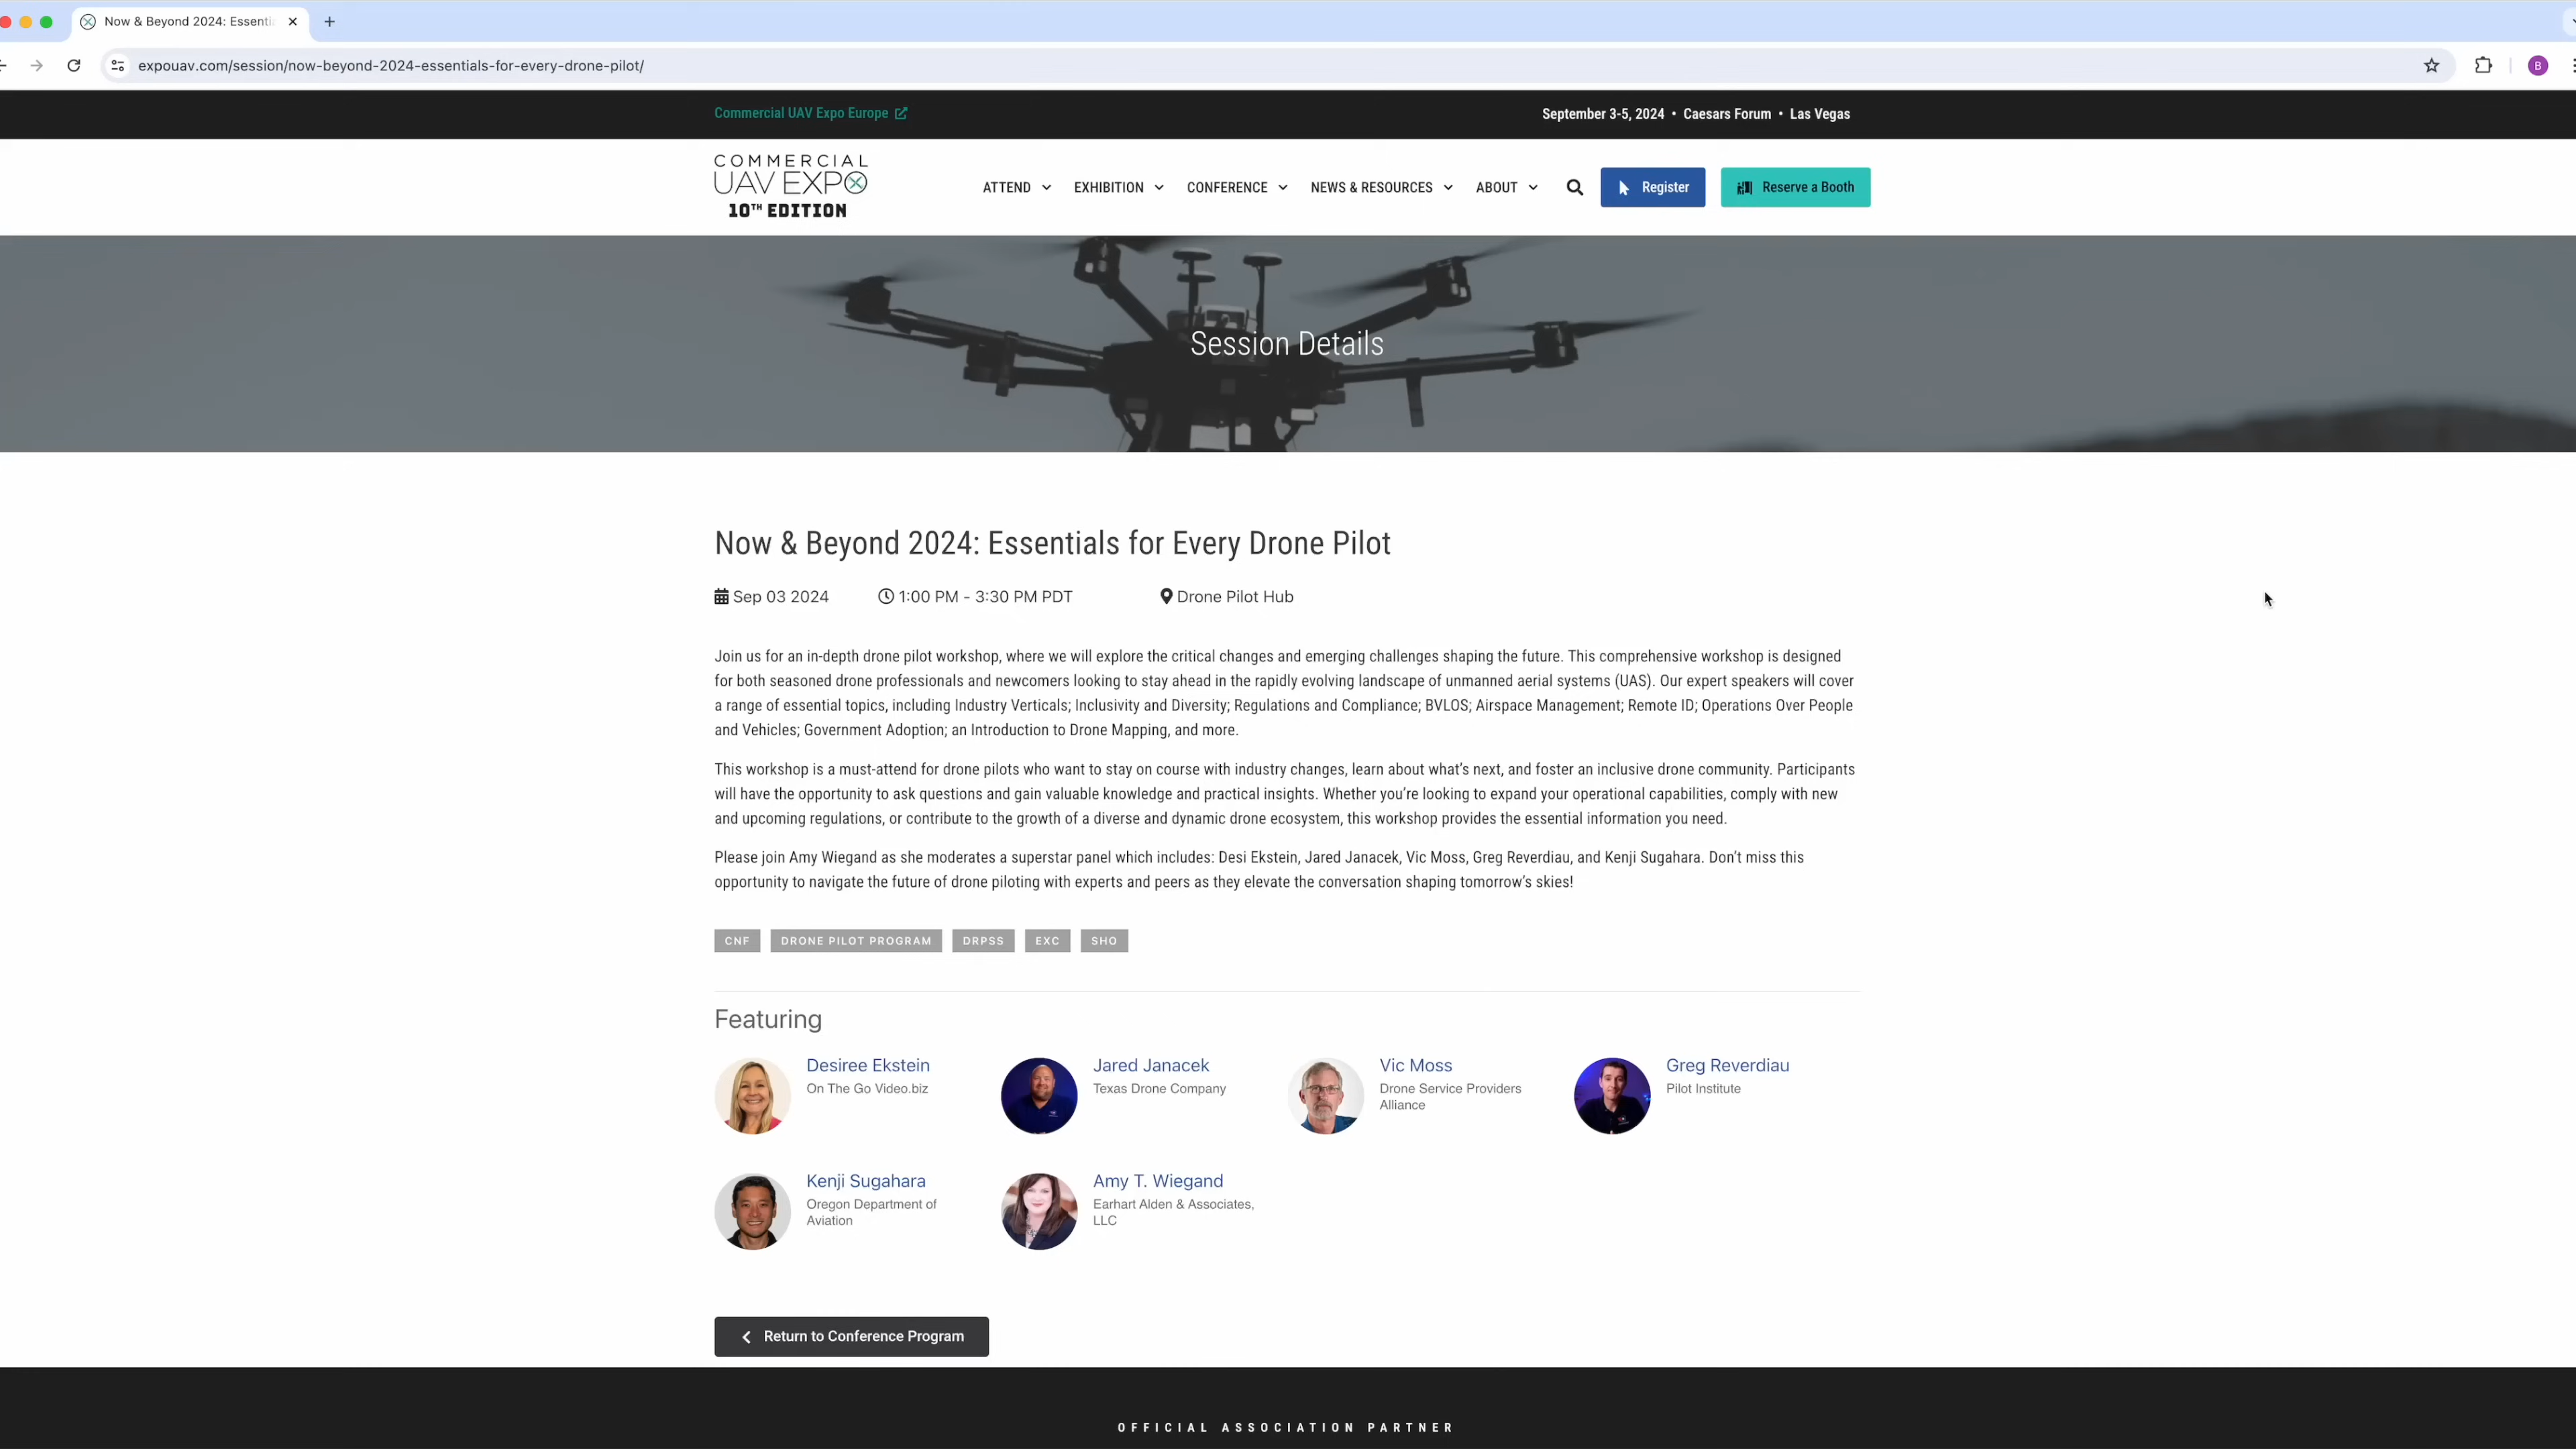 Now & Beyond 2024: Essenti
expouav.com/session/now-beyond-2024-essentials-for-every-drone-pilot/
B
Commercial UAV Expo Europe
September 3-5, 2024 • Caesars Forum • Las Vegas
COMMERCIAL
UAV EXPO
10TH EDITION
ATTEND
EXHIBITION
CONFERENCE
NEWS & RESOURCES
ABOUT
Register
Reserve a Booth
Session Details
Now & Beyond 2024: Essentials for Every Drone Pilot
Sep 03 2024
1:00 PM - 3:30 PM PDT
Drone Pilot Hub
Join us for an in-depth drone pilot workshop, where we will explore the critical changes and emerging challenges shaping the future. This comprehensive workshop is designed
for both seasoned drone professionals and newcomers looking to stay ahead in the rapidly evolving landscape of unmanned aerial systems (UAS). Our expert speakers will cover
a range of essential topics, including Industry Verticals; Inclusivity and Diversity; Regulations and Compliance; BVLOS; Airspace Management; Remote ID; Operations Over People
and Vehicles; Government Adoption; an Introduction to Drone Mapping, and more.
This workshop is a must-attend for drone pilots who want to stay on course with industry changes, learn about what's next, and foster an inclusive drone community. Participants
will have the opportunity to ask questions and gain valuable knowledge and practical insights. Whether you're looking to expand your operational capabilities, comply with new
and upcoming regulations, or contribute to the growth of a diverse and dynamic drone ecosystem, this workshop provides the essential information you need.
Please join Amy Wiegand as she moderates a superstar panel which includes: Desi Ekstein, Jared Janacek, Vic Moss, Greg Reverdiau, and Kenji Sugahara. Don't miss this
opportunity to navigate the future of drone piloting with experts and peers as they elevate the conversation shaping tomorrow's skies!
CNF
DRONE PILOT PROGRAM
DRPSS
EXC
SHO
Featuring
Desiree Ekstein
On The Go Video.biz
Jared Janacek
Texas Drone Company
Vic Moss
Drone Service Providers
Alliance
Greg Reverdiau
Pilot Institute
Kenji Sugahara
Oregon Department of
Aviation
Amy T. Wiegand
Earhart Alden & Associates,
LLC
Return to Conference Program
OFFICIAL ASSOCIATION PARTNER